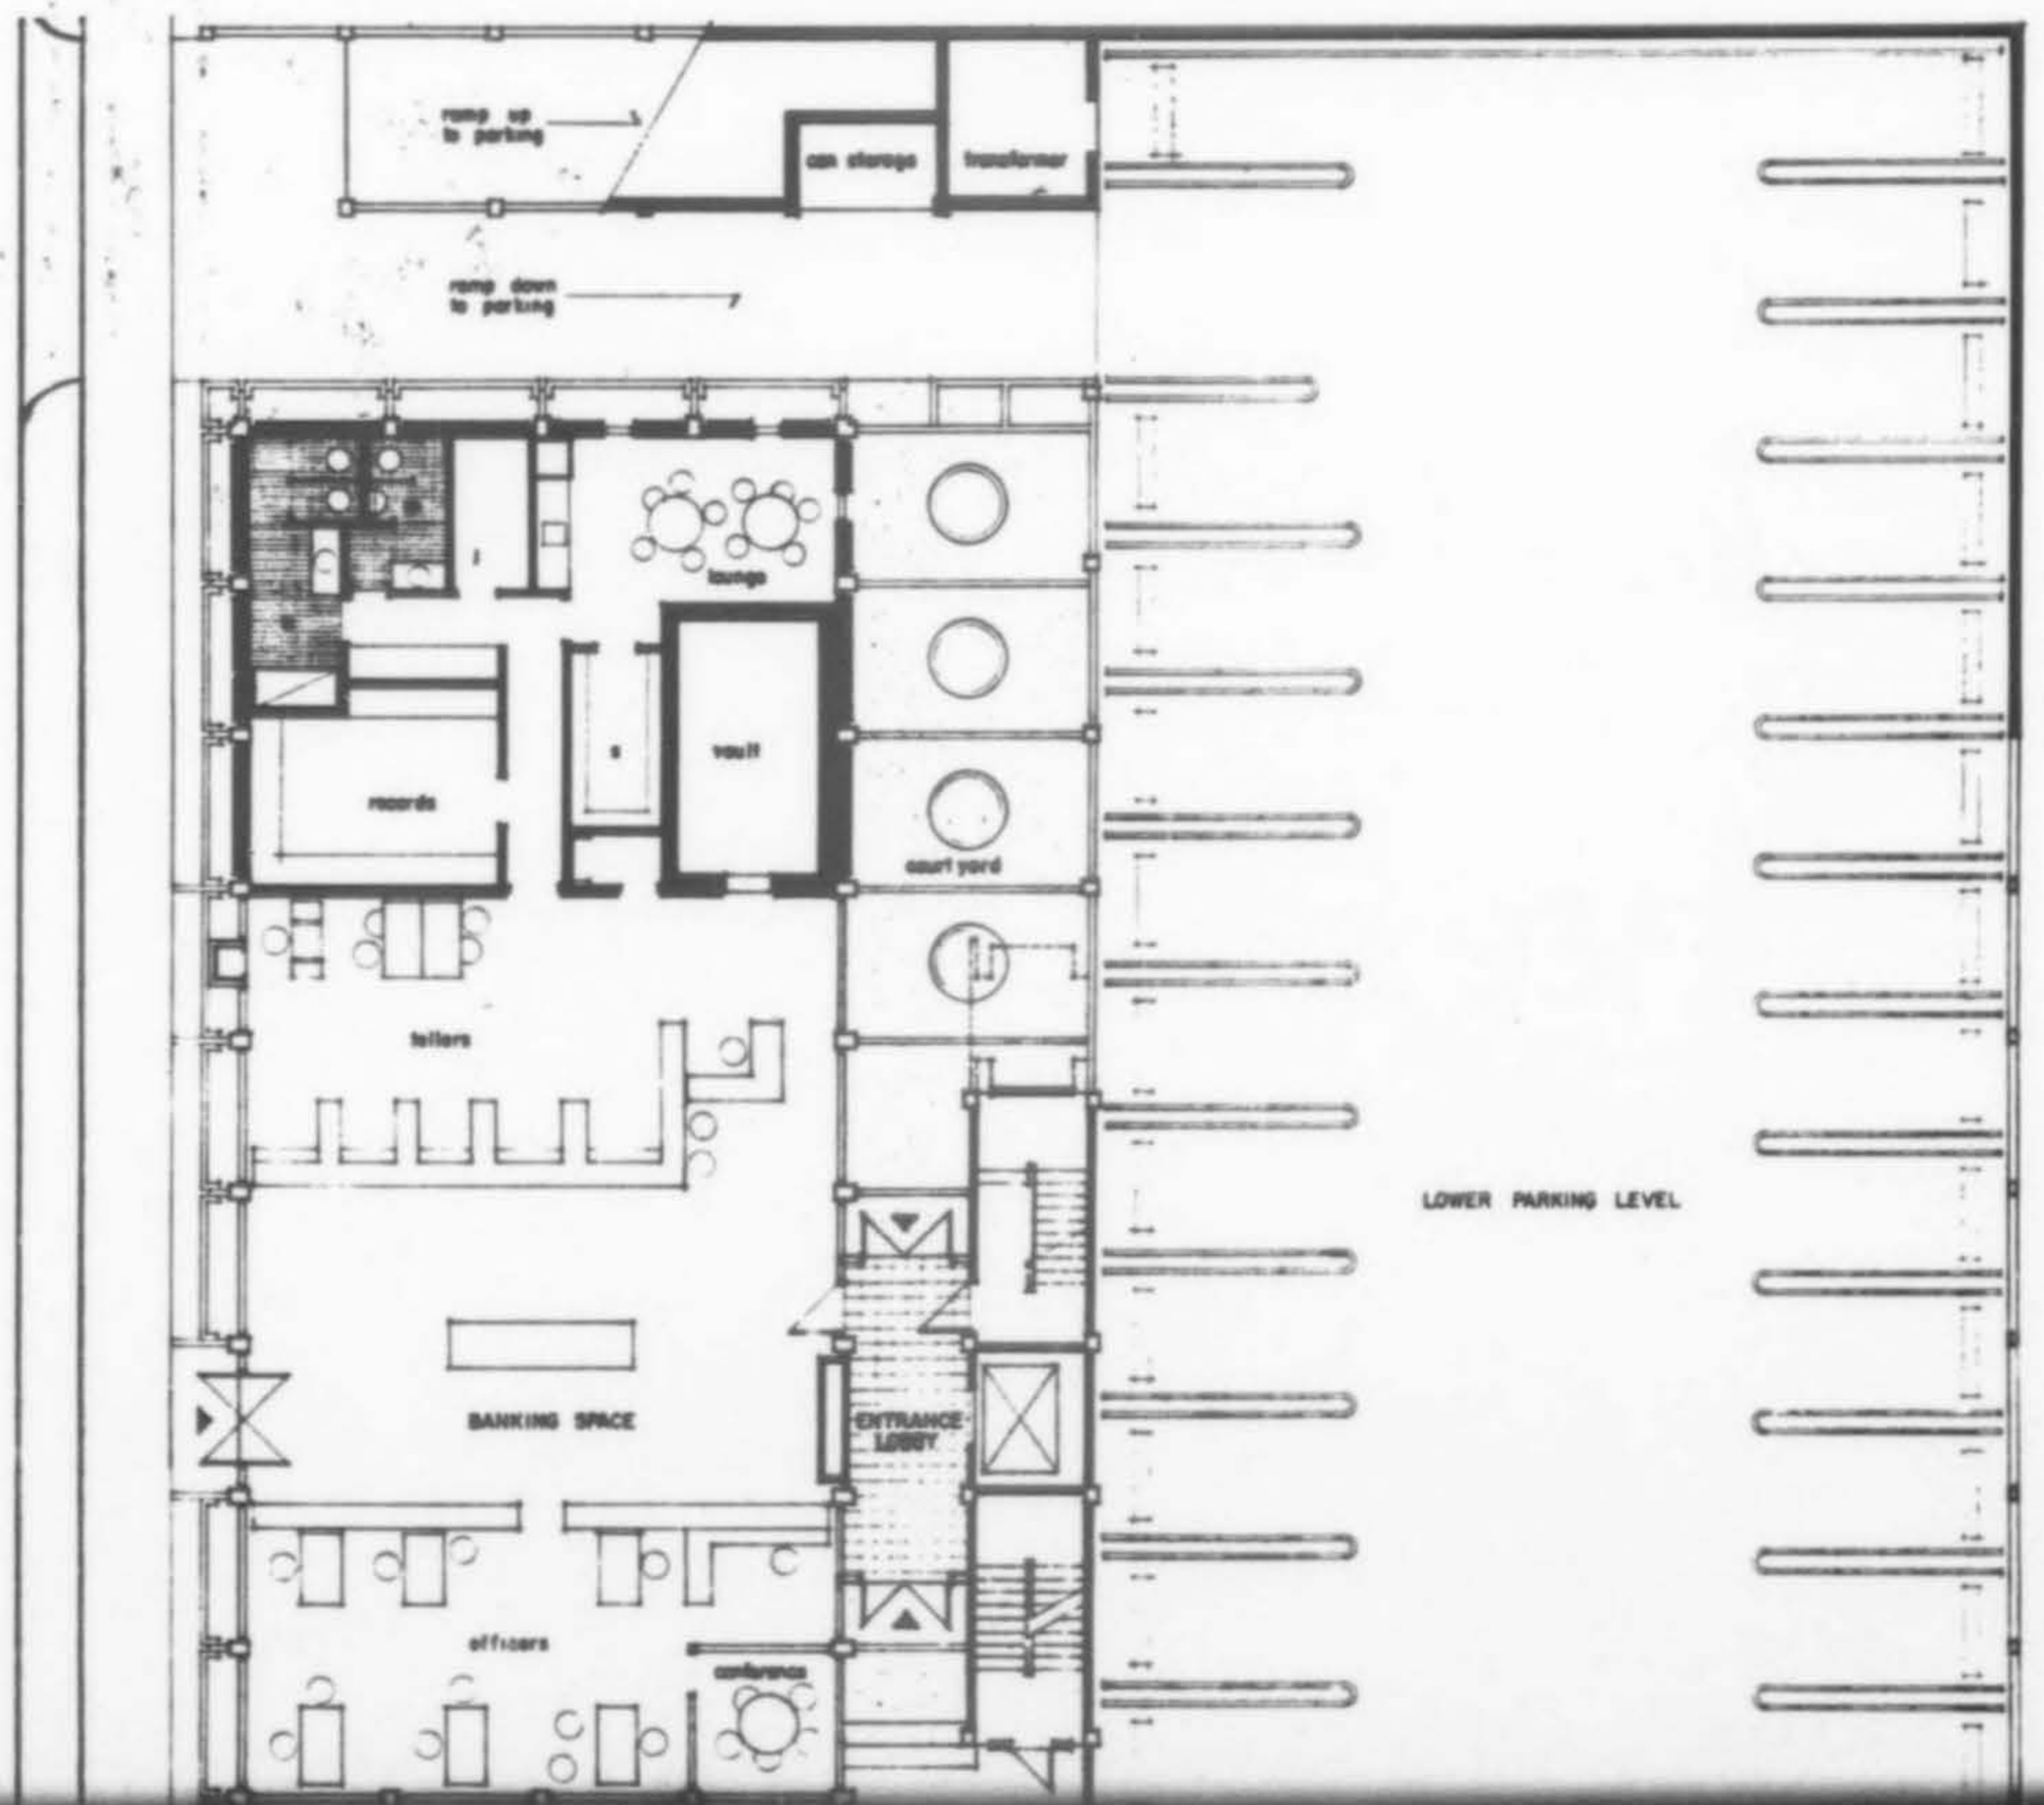 ramp up
to parking
can storage
transformer
ramp down
to parking
lounge
s
vault
records
court yard
tellers
LOWER PARKING LEVEL
BANKING SPACE
ENTRANCE
LOBBY
officers
conference